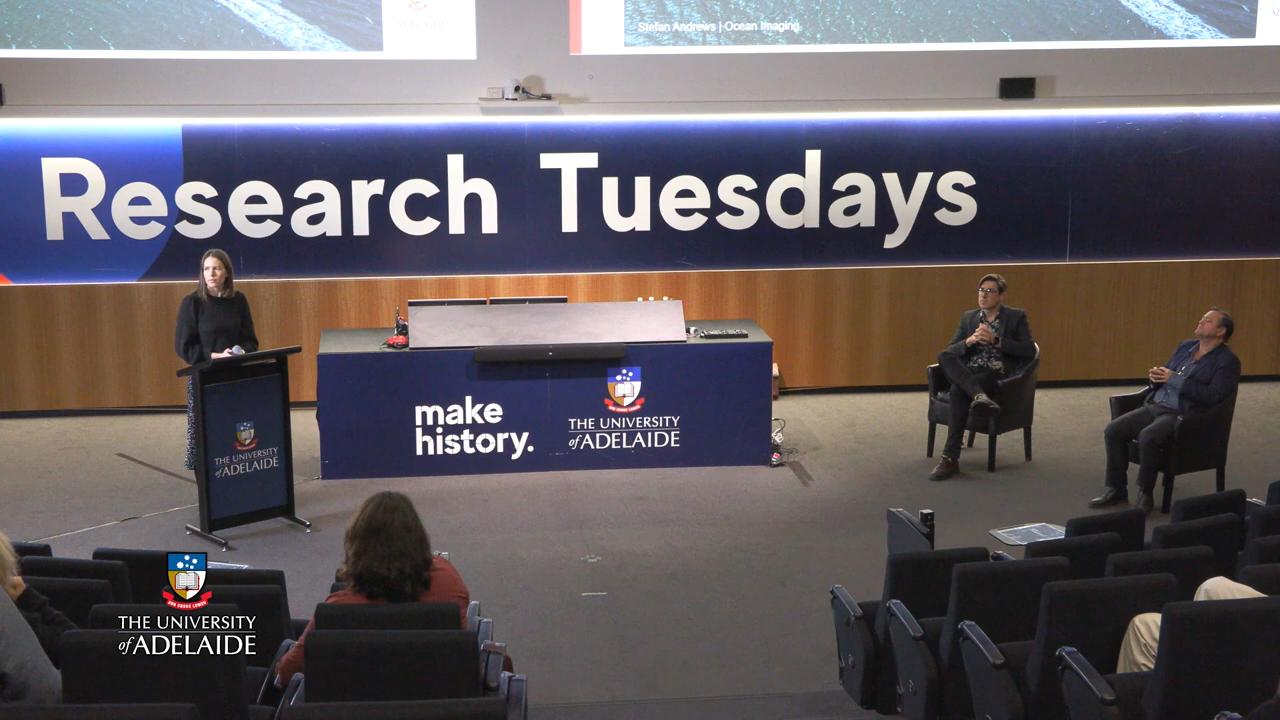 Stefan Andrews | Ocean Imaging
Research Tuesdays
make
history.
THE UNIVERSITY
of ADELAIDE
THE UNIVERSITY
of ADELAIDE
THE UNIVERSITY
of ADELAIDE